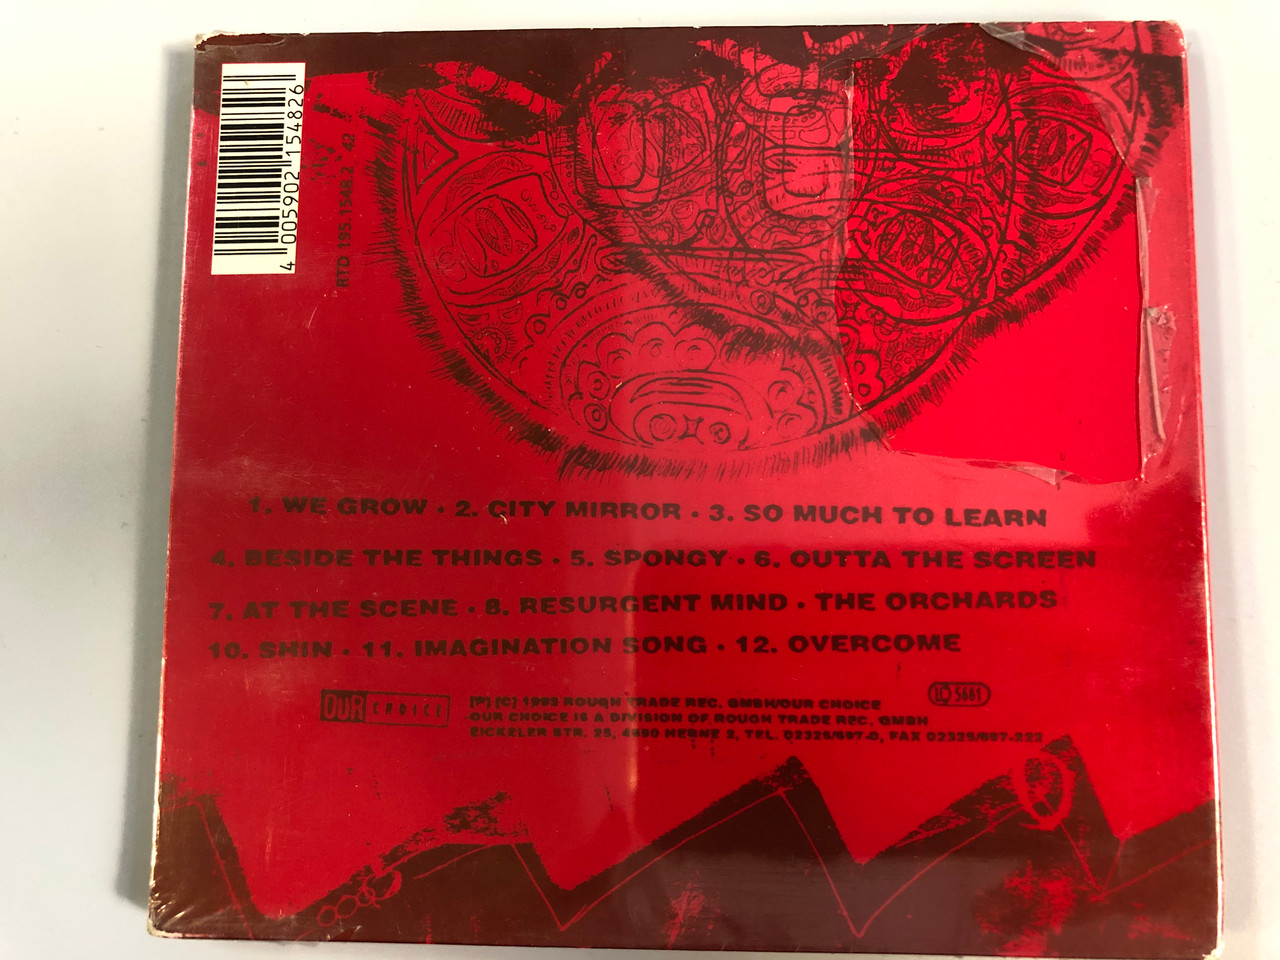 4 005902 154826
RTD 195.1548.2 42
1. WE GROW · 2. CITY MIRROR · 3. SO MUCH TO LEARN
4. BESIDE THE THINGS · 5. SPONGY · 6. OUTTA THE SCREEN
7. AT THE SCENE · 8. RESURGENT MIND · THE ORCHARDS
10. SHIN · 11. IMAGINATION SONG · 12. OVERCOME
OUR CHOICE
(P) (C) 1993 ROUGH TRADE REC. GMBH/OUR CHOICE
LC 5661
OUR CHOICE IS A DIVISION OF ROUGH TRADE REC. GMBH
EICKELER STR. 25, 4690 HERNE 2, TEL. 02325/697-0, FAX 02325/697-222